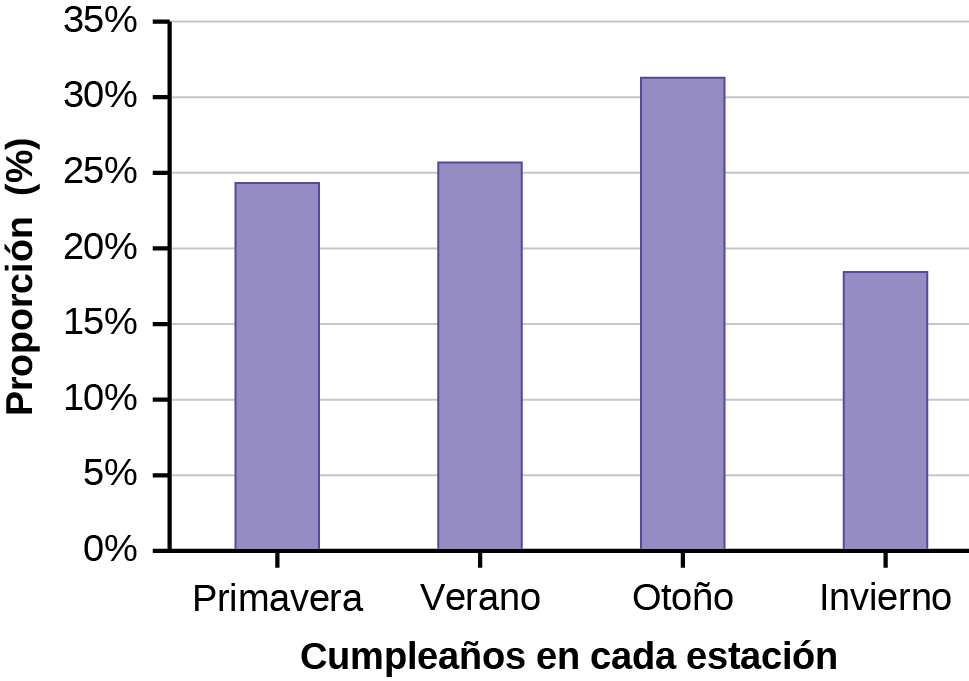 35%
30%
25%
20%
15%
10%
5%
0%
Proporción (%)
Primavera Verano Otoño Invierno
Cumpleaños en cada estación